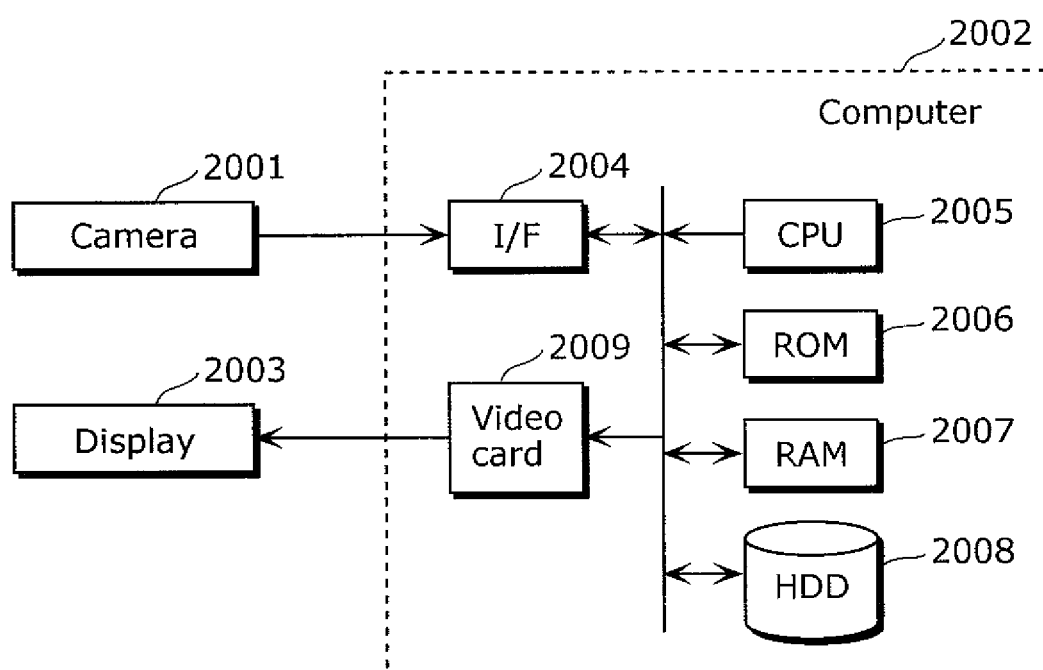 2002
Computer
2001
2004
Camera
I/F
CPU
2005
ROM
2006
2003
2009
Display
Video
card
RAM
2007
HDD
2008